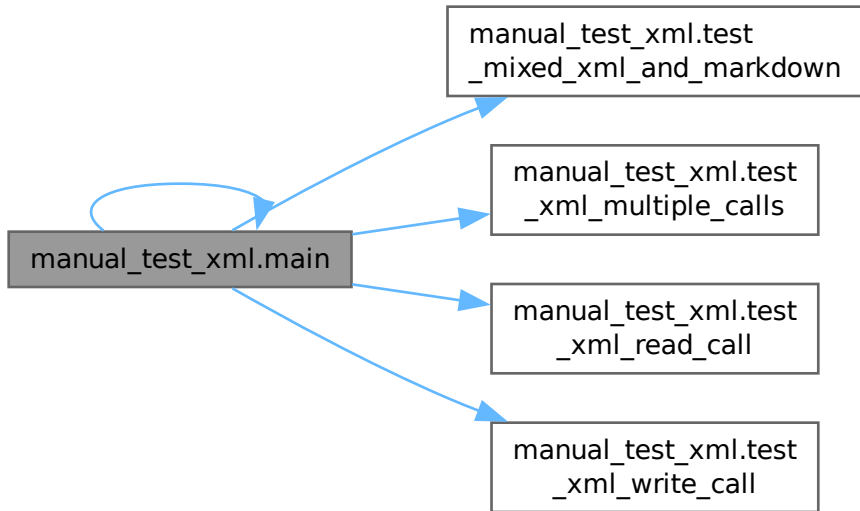 manual_test_xml.test
_mixed_xml_and_markdown
manual_test_xml.test
_xml_multiple_calls
manual_test_xml.main
manual_test_xml.test
_xml_read_call
manual_test_xml.test
_xml_write_call